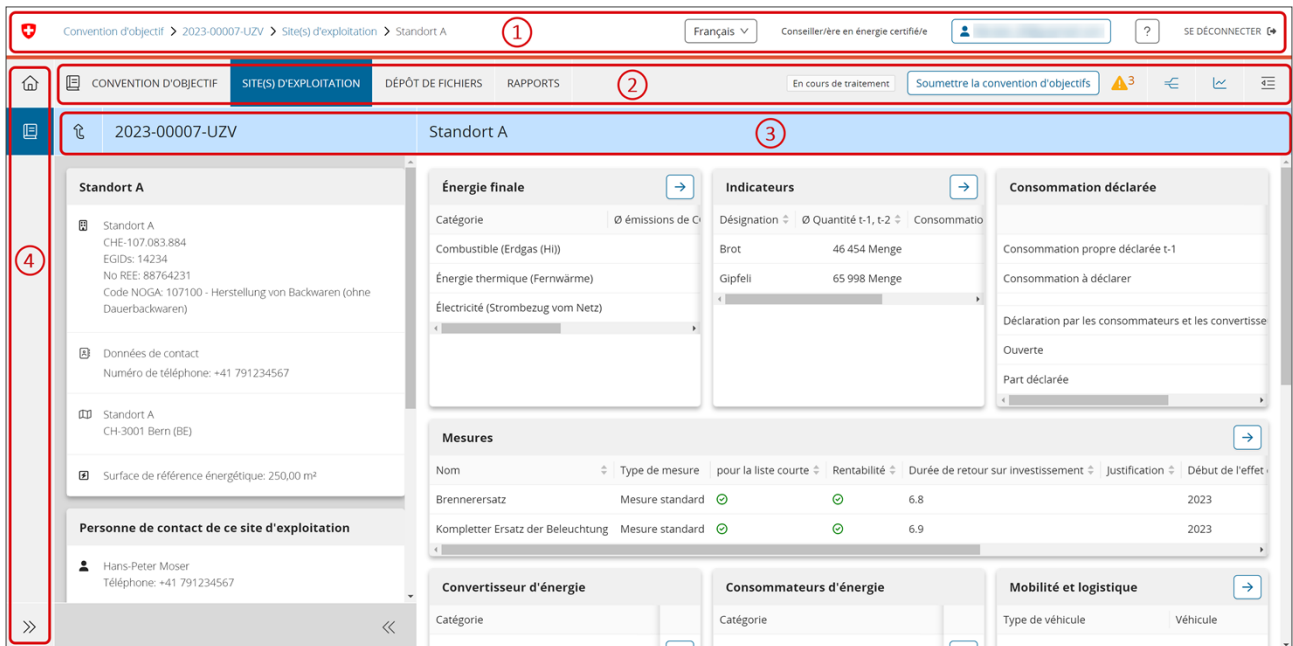 Convention d'objectif > 2023-00007-UZV > Site(s) d'exploitation > Standort A
1
Français
Conseiller/ère en énergie certifié/e
?
SE DÉCONNECTER
CONVENTION D'OBJECTIF
SITE(S) D'EXPLOITATION
DÉPÔT DE FICHIERS
RAPPORTS
2
En cours de traitement
Soumettre la convention d'objectifs
3
2023-00007-UZV
Standort A
3
4
Standort A
Standort A
CHE-107.083.884
EGIDs: 14234
No REE: 88764231
Code NOGA: 107100 - Herstellung von Backwaren (ohne
Dauerbackwaren)
Données de contact
Numéro de téléphone: +41 791234567
Standort A
CH-3001 Bern (BE)
Surface de référence énergétique: 250,00 m²
Personne de contact de ce site d'exploitation
Hans-Peter Moser
Téléphone: +41 791234567
Énergie finale
Catégorie Ø émissions de C
Combustible (Erdgas (Hi))
Énergie thermique (Fernwärme)
Électricité (Strombezug vom Netz)
Indicateurs
Désignation Ø Quantité t-1, t-2 Consommatio
Brot 46 454 Menge
Gipfeli 65 998 Menge
Consommation déclarée
Consommation propre déclarée t-1
Consommation à déclarer
Déclaration par les consommateurs et les convertisse
Ouverte
Part déclarée
Mesures
Nom Type de mesure pour la liste courte Rentabilité Durée de retour sur investissement Justification Début de l'effet
Brennerersatz Mesure standard 6.8 2023
Kompletter Ersatz der Beleuchtung Mesure standard 6.9 2023
Convertisseur d'énergie
Catégorie
Consommateurs d'énergie
Catégorie
Mobilité et logistique
Type de véhicule Véhicule